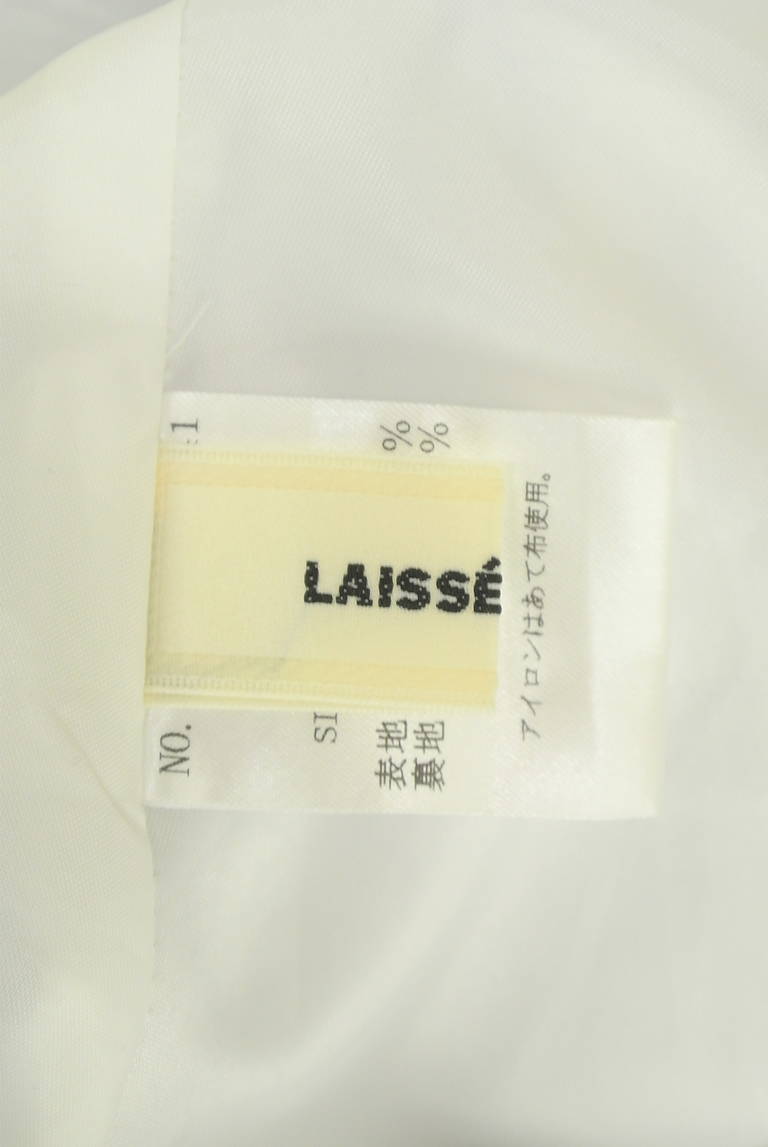 LAISSÉ
NO. :1
SI
表地 %
裏地 %
アイロンはあて布使用。